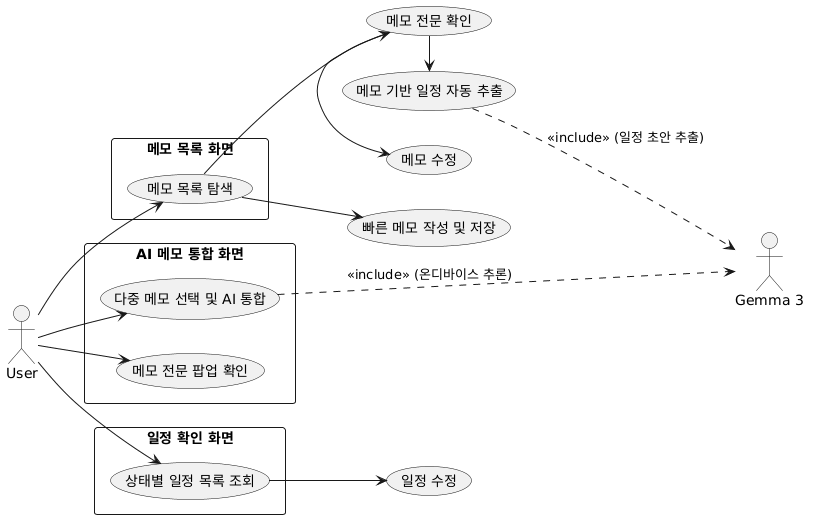 메모 전문 확인
메모 기반 일정 자동 추출
«include» (일정 초안 추출)
메모 목록 화면
메모 수정
메모 목록 탐색
빠른 메모 작성 및 저장
AI 메모 통합 화면
«include» (온디바이스 추론)
다중 메모 선택 및 AI 통합
Gemma 3
메모 전문 팝업 확인
User
일정 확인 화면
상태별 일정 목록 조회
일정 수정